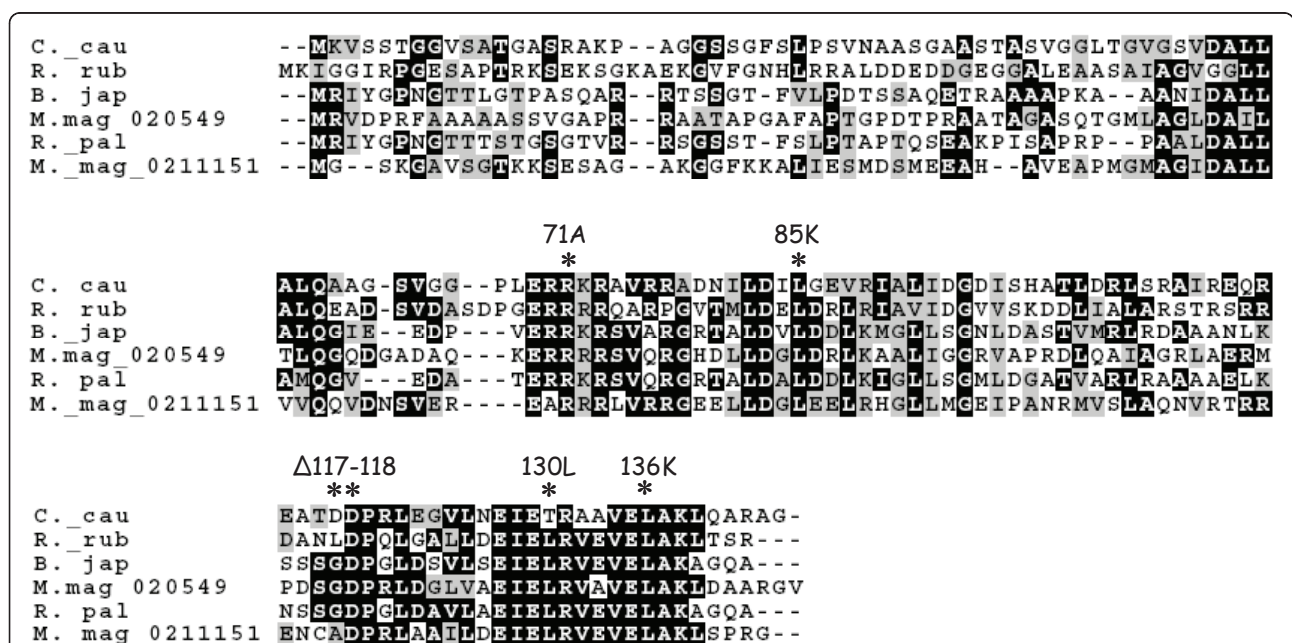 C._cau --MKVSSTGGVSATGASRAKP--AGGSSGFSLPSVNAASGAASTASVGGLTGVGSVDALL
R._rub MKIGGIRPGESAPTRKSEKSGKAEKGVFGNHLRRALDDEDDGEGGALEAASAIAGVGGLL
B._jap --MRIYGPNGTTLGTPASQAR--RTSSGT-FVLPDTSSAQETRAAAAPKA--AANIDALL
M.mag_020549 --MRVDPRFAAAAASSVGAPR--RAATAPGAFAPTGPDTPRAATAGASQTGMLAGLDAIL
R._pal --MRIYGPNGTTTSTGSGTVR--RSGSST-FSLPTAPTQSEAKPISAPRP--PAALDALL
M._mag_0211151 --MG--SKGAVSGTKKSESAG--AKGGFKKALIESMDSMEEAH--AVEAPMGMAGIDALL
71A 85K
* *
C._cau ALQAAG-SVGG--PLERRKRAVRRADNILDILGEVRIALIDGDISHATLDRLSRAIREQR
R._rub ALQEAD-SVDASDPGERRRRQARPGVTMLDELDRLRIAVIDGVVSKDDLIALARSTRSRR
B._jap ALQGIE--EDP---VERRKRSVARGRTALDVLDDLKMGLLSGNLDASTVMRLRDAAANLK
M.mag_020549 TLQGQDGADAQ---KERRRRSVQRGHDLLDGLDRLKAALIGGRVAPRDLQAIAGRLAERM
R._pal AMQGV---EDA---TERRKRSVQRGRTALDALDDLKIGLLSGMLDGATVARLRAAAAELK
M._mag_0211151 VVQQVDNSVER----EARRRLVRRGEELLDGLEELRHGLLMGEIPANRMVSLAQNVRTRR
Δ117-118 130L 136K
** * *
C._cau EATDDPRLEGVLNEIETRAAVELAKLQARAG-
R._rub DANLDPQLGALLDEIELRVEVELAKLTSR---
B._jap SSSGDPGLDSVLSEIELRVEVELAKAGQA---
M.mag_020549 PDSGDPRLDGLVAEIELRVAVELAKLDAARGV
R._pal NSSGDPGLDAVLAEIELRVEVELAKAGQA---
M._mag_0211151 ENCADPRLAAILDEIELRVEVELAKLSPRG--